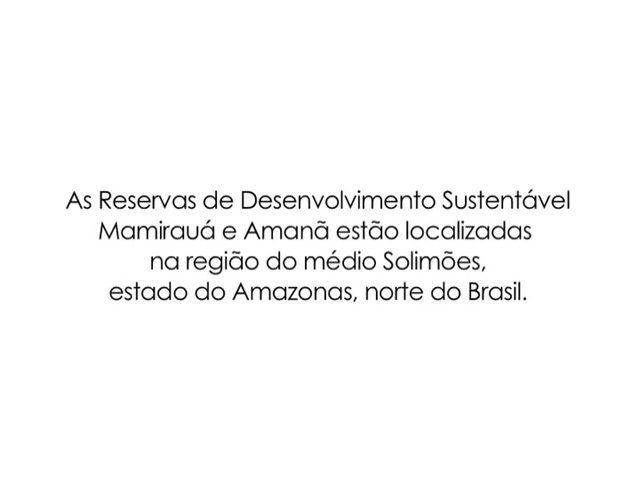 As Reservas de Desenvolvimento Sustentável
Mamirauá e Amanã estão localizadas
na região do médio Solimões,
estado do Amazonas, norte do Brasil.